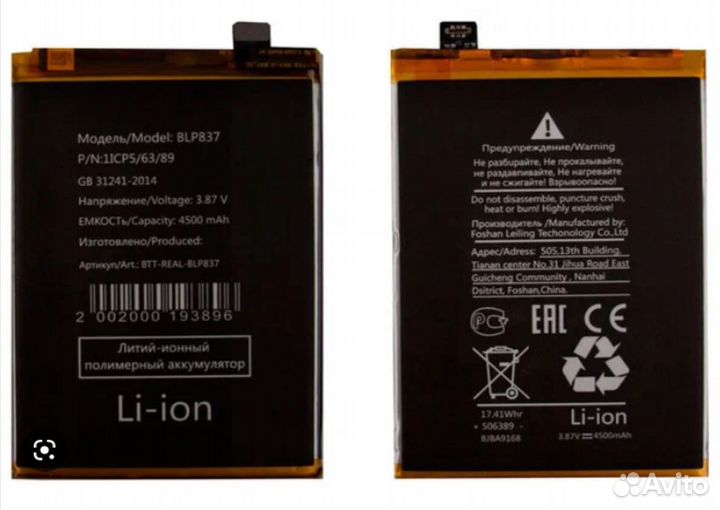 Модель/Model: BLP837
P/N:1ICP5/63/89
GB 31241-2014
Напряжение/Voltage: 3.87 V
ЕМКОСТЬ/Capacity: 4500 mAh
Изготовлено/Produced:
Артикул/Art.: BTT-REAL-BLP837
2 002000 193896
Литий-ионный
полимерный аккумулятор
Li-ion
Предупреждение/Warning
Не разбирайте, Не протыкайте,
не раздавливайте, Не нагревайте
и не сжигайте! Взрывоопасно!
Do not disassemble, puncture crush,
heat or burn! Highly explosive!
Производитель /Manufactured by:
Foshan Leiling Techonology Co.,Ltd
Адрес/Adress: 505,13th Building,
Tianan center No.31 Jihua Road East
Guicheng Community , Nanhai
Dsitrict, Foshan,China.
РСТ EAC CE
17.41Whr
+ 506389 -
BJBA9168
Li-ion
3.87V 4500mAh
Avito